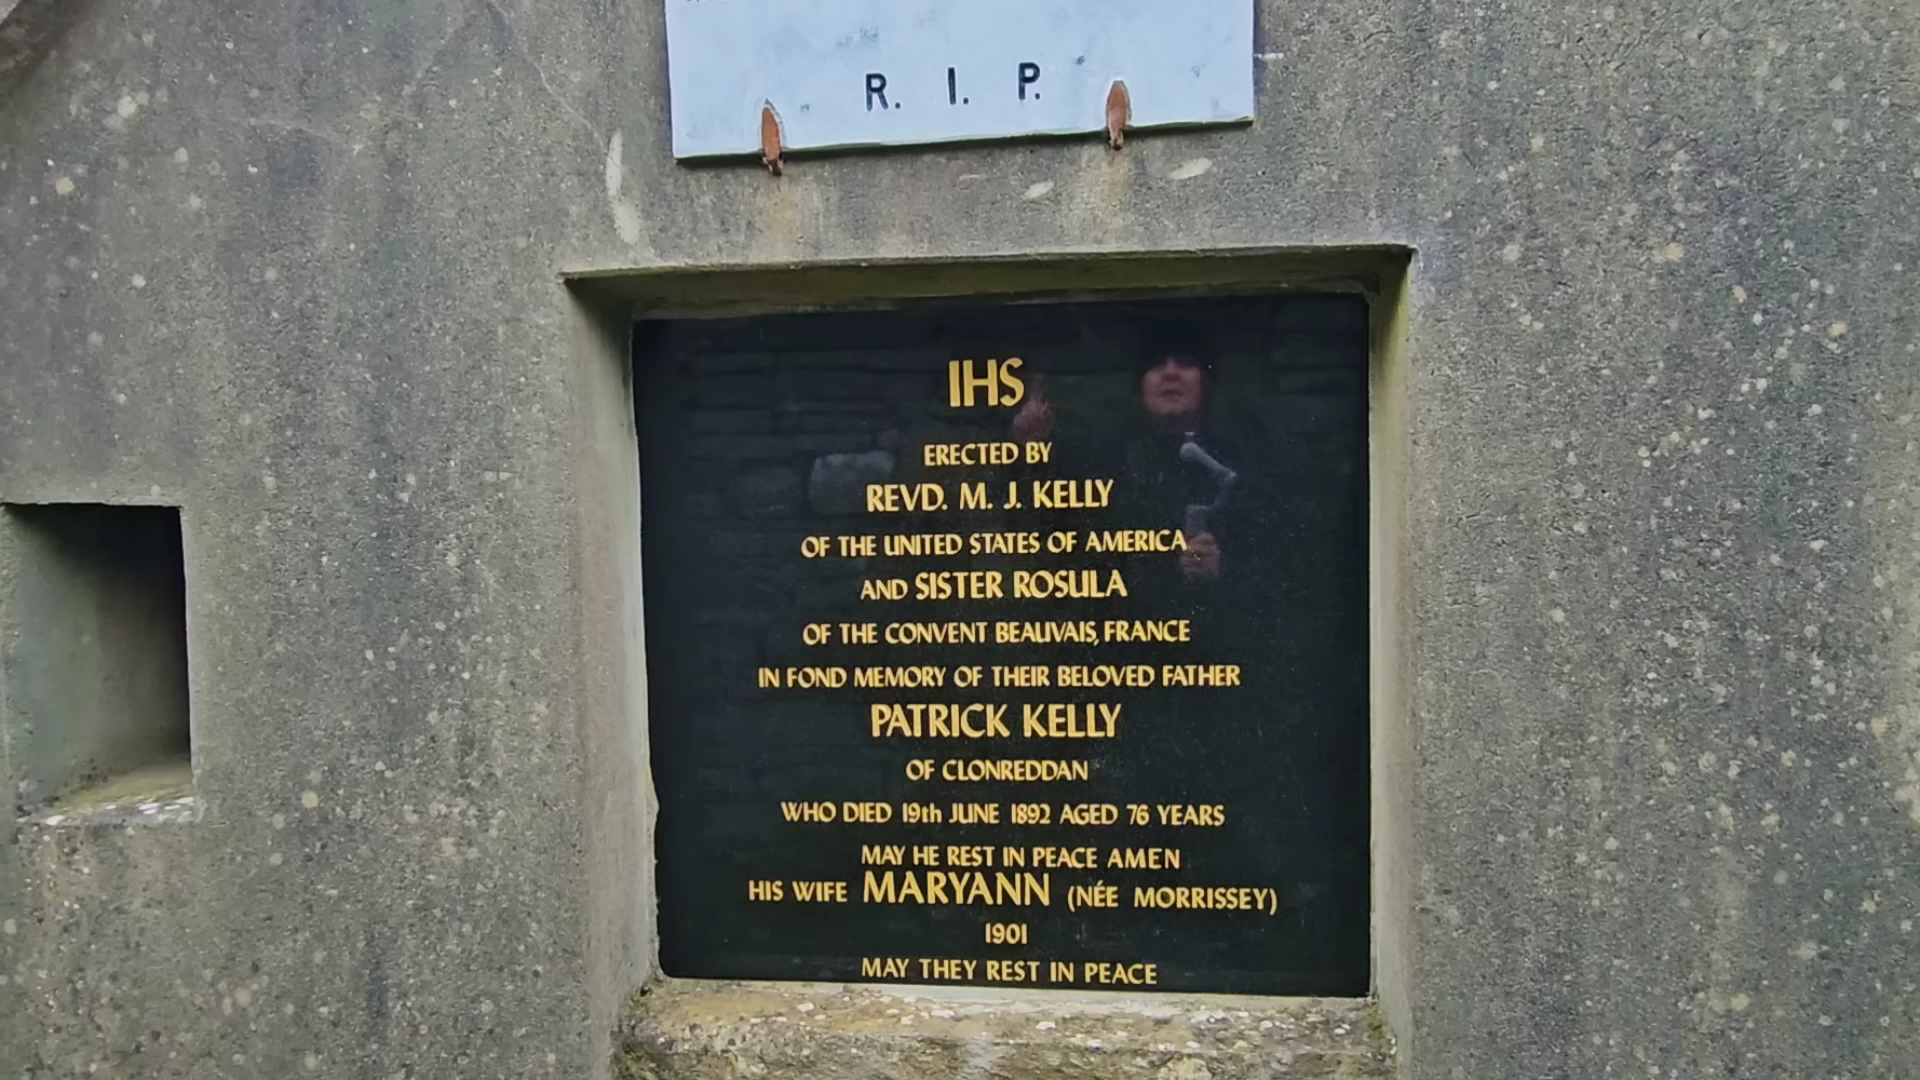 R. I. P.
IHS
ERECTED BY
REVD. M. J. KELLY
OF THE UNITED STATES OF AMERICA
AND SISTER ROSULA
OF THE CONVENT BEAUVAIS, FRANCE
IN FOND MEMORY OF THEIR BELOVED FATHER
PATRICK KELLY
OF CLONREDDAN
WHO DIED 19th JUNE 1892 AGED 76 YEARS
MAY HE REST IN PEACE AMEN
HIS WIFE MARYANN (NÉE MORRISSEY)
1901
MAY THEY REST IN PEACE